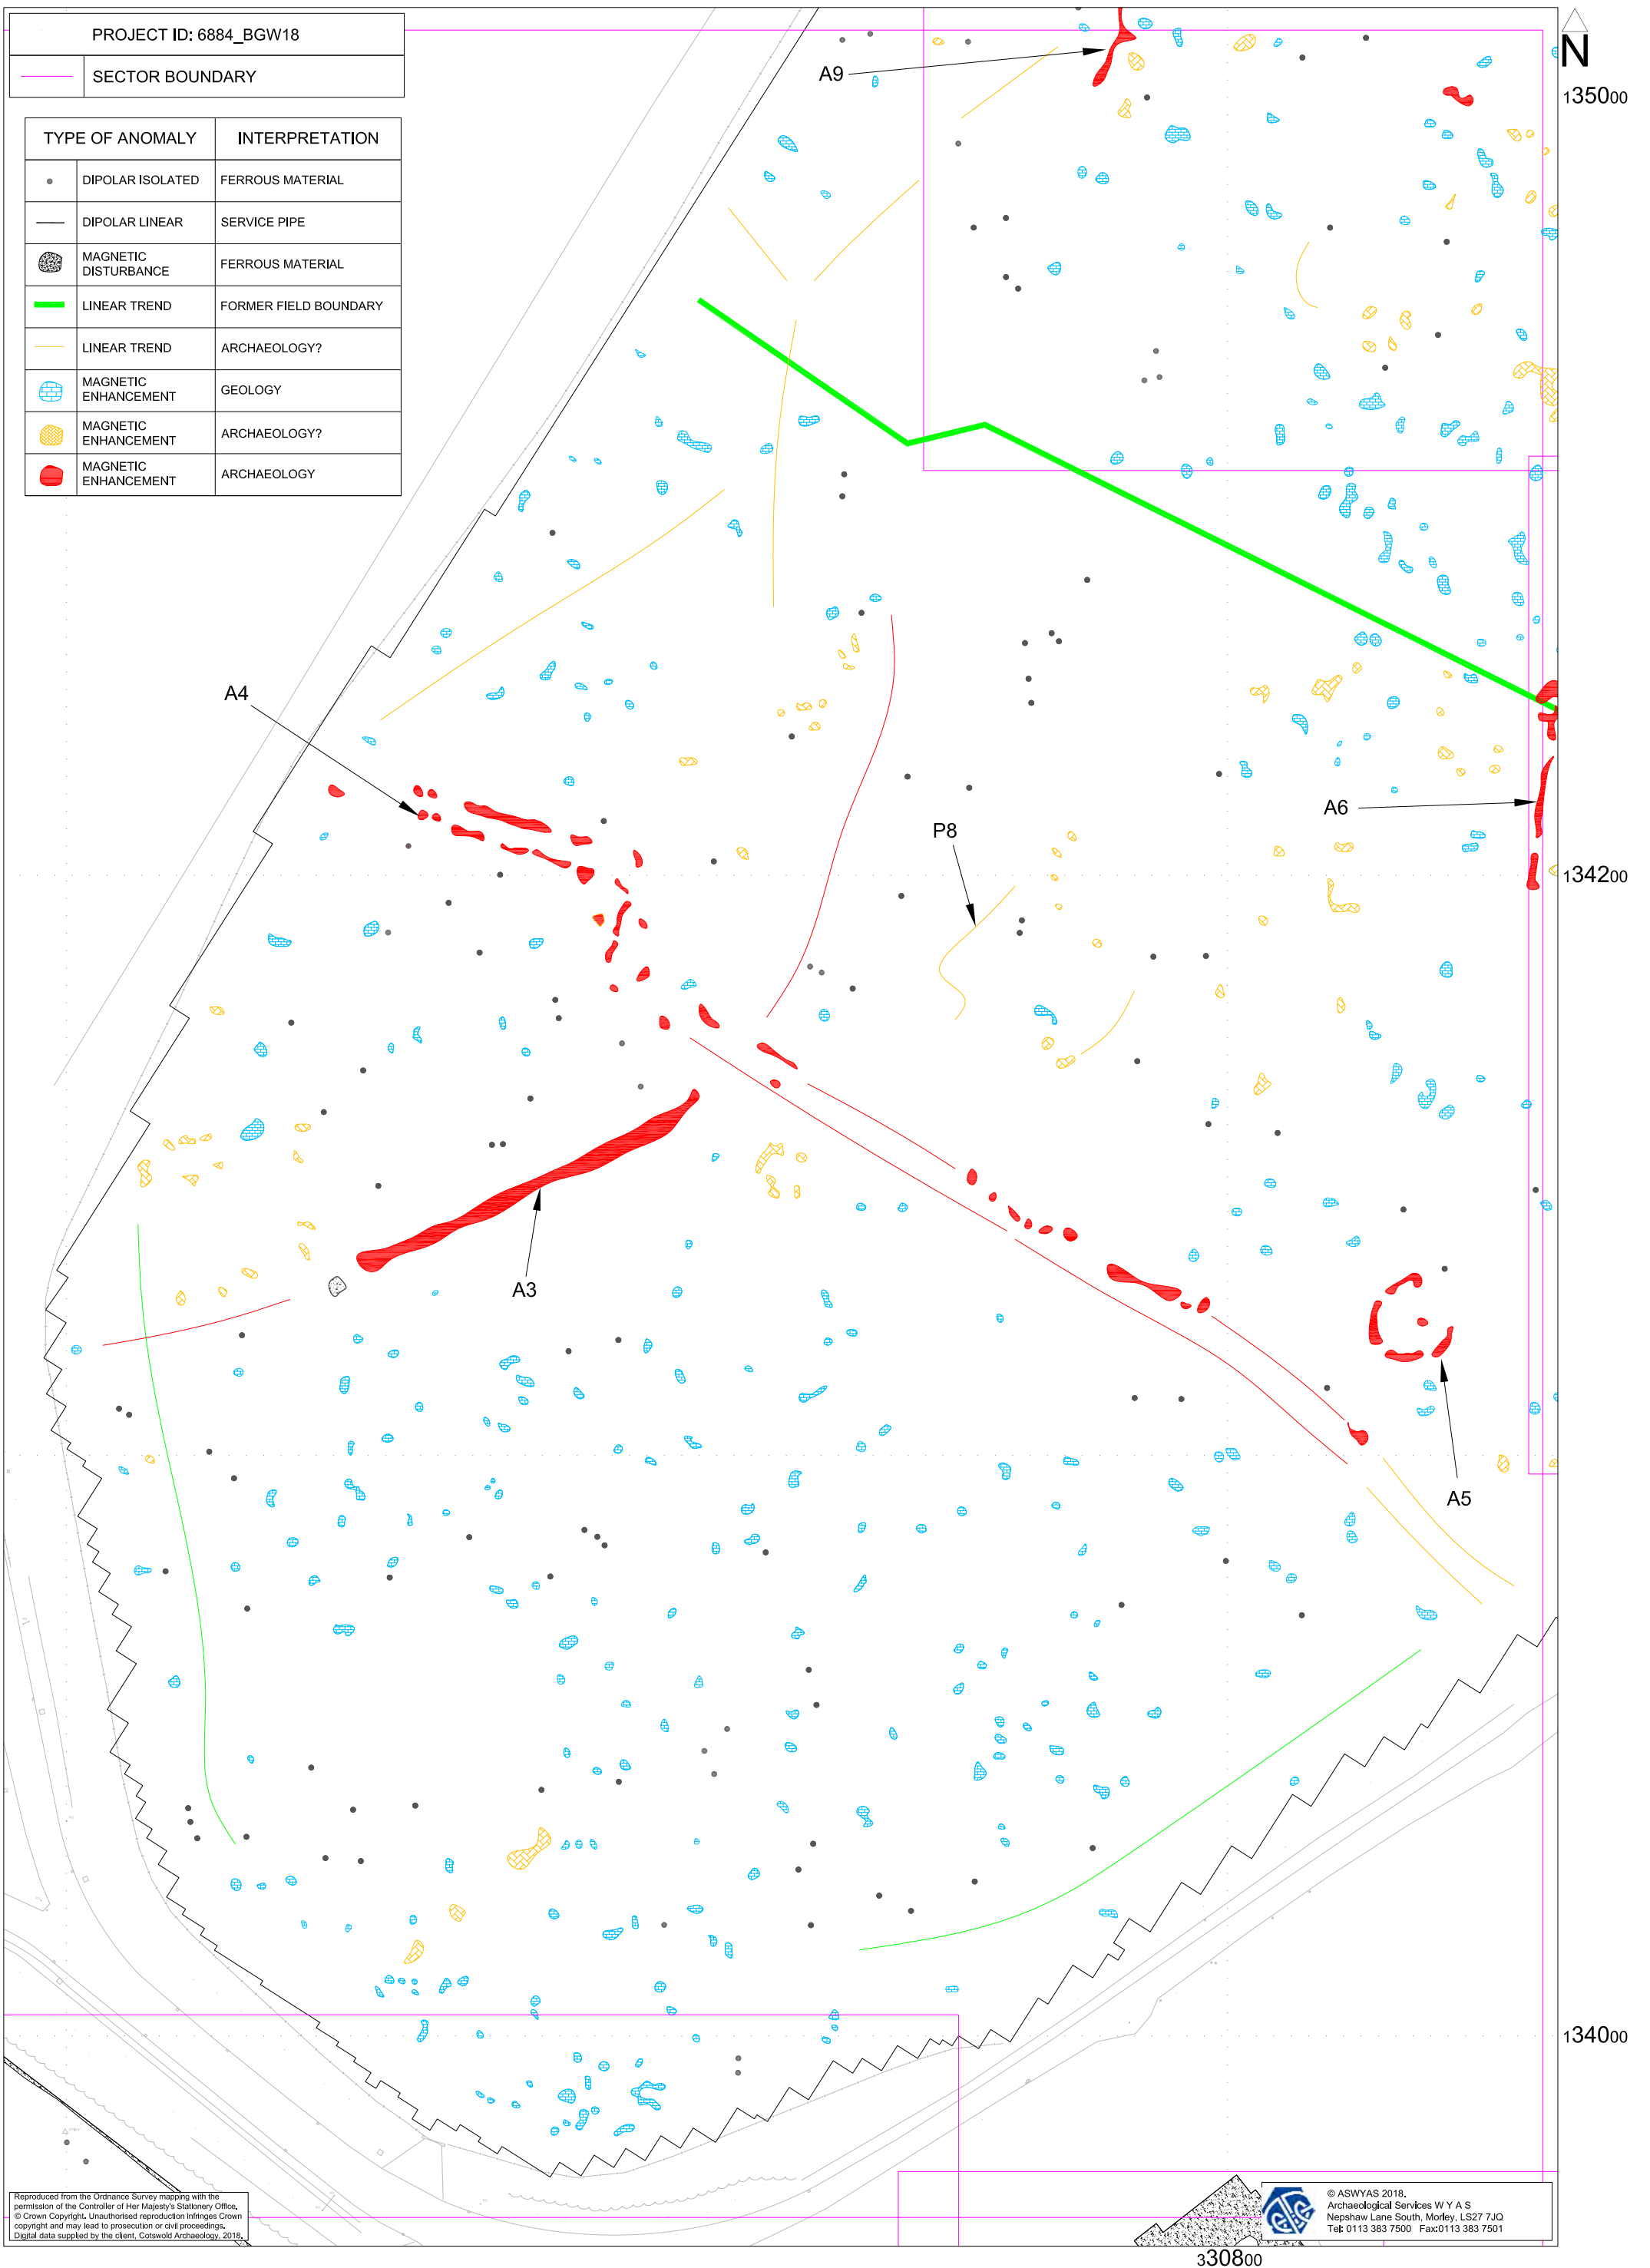 PROJECT ID: 6884_BGW18
SECTOR BOUNDARY
TYPE OF ANOMALY INTERPRETATION
DIPOLAR ISOLATED FERROUS MATERIAL
DIPOLAR LINEAR SERVICE PIPE
MAGNETIC
DISTURBANCE
FERROUS MATERIAL
LINEAR TREND FORMER FIELD BOUNDARY
LINEAR TREND ARCHAEOLOGY?
MAGNETIC
ENHANCEMENT
GEOLOGY
MAGNETIC
ENHANCEMENT
ARCHAEOLOGY?
MAGNETIC
ENHANCEMENT
ARCHAEOLOGY
N
A9
135000
A4
A6
P8
134200
A3
A5
134000
Reproduced from the Ordnance Survey mapping with the
permission of the Controller of Her Majesty's Stationery Office.
© Crown Copyright. Unauthorised reproduction infringes Crown
copyright and may lead to prosecution or civil proceedings.
Digital data supplied by the client, Cotswold Archaeology, 2018.
© ASWYAS 2018.
Archaeological Services W Y A S
Nepshaw Lane South, Morley, LS27 7JQ
Tel: 0113 383 7500 Fax:0113 383 7501
330800